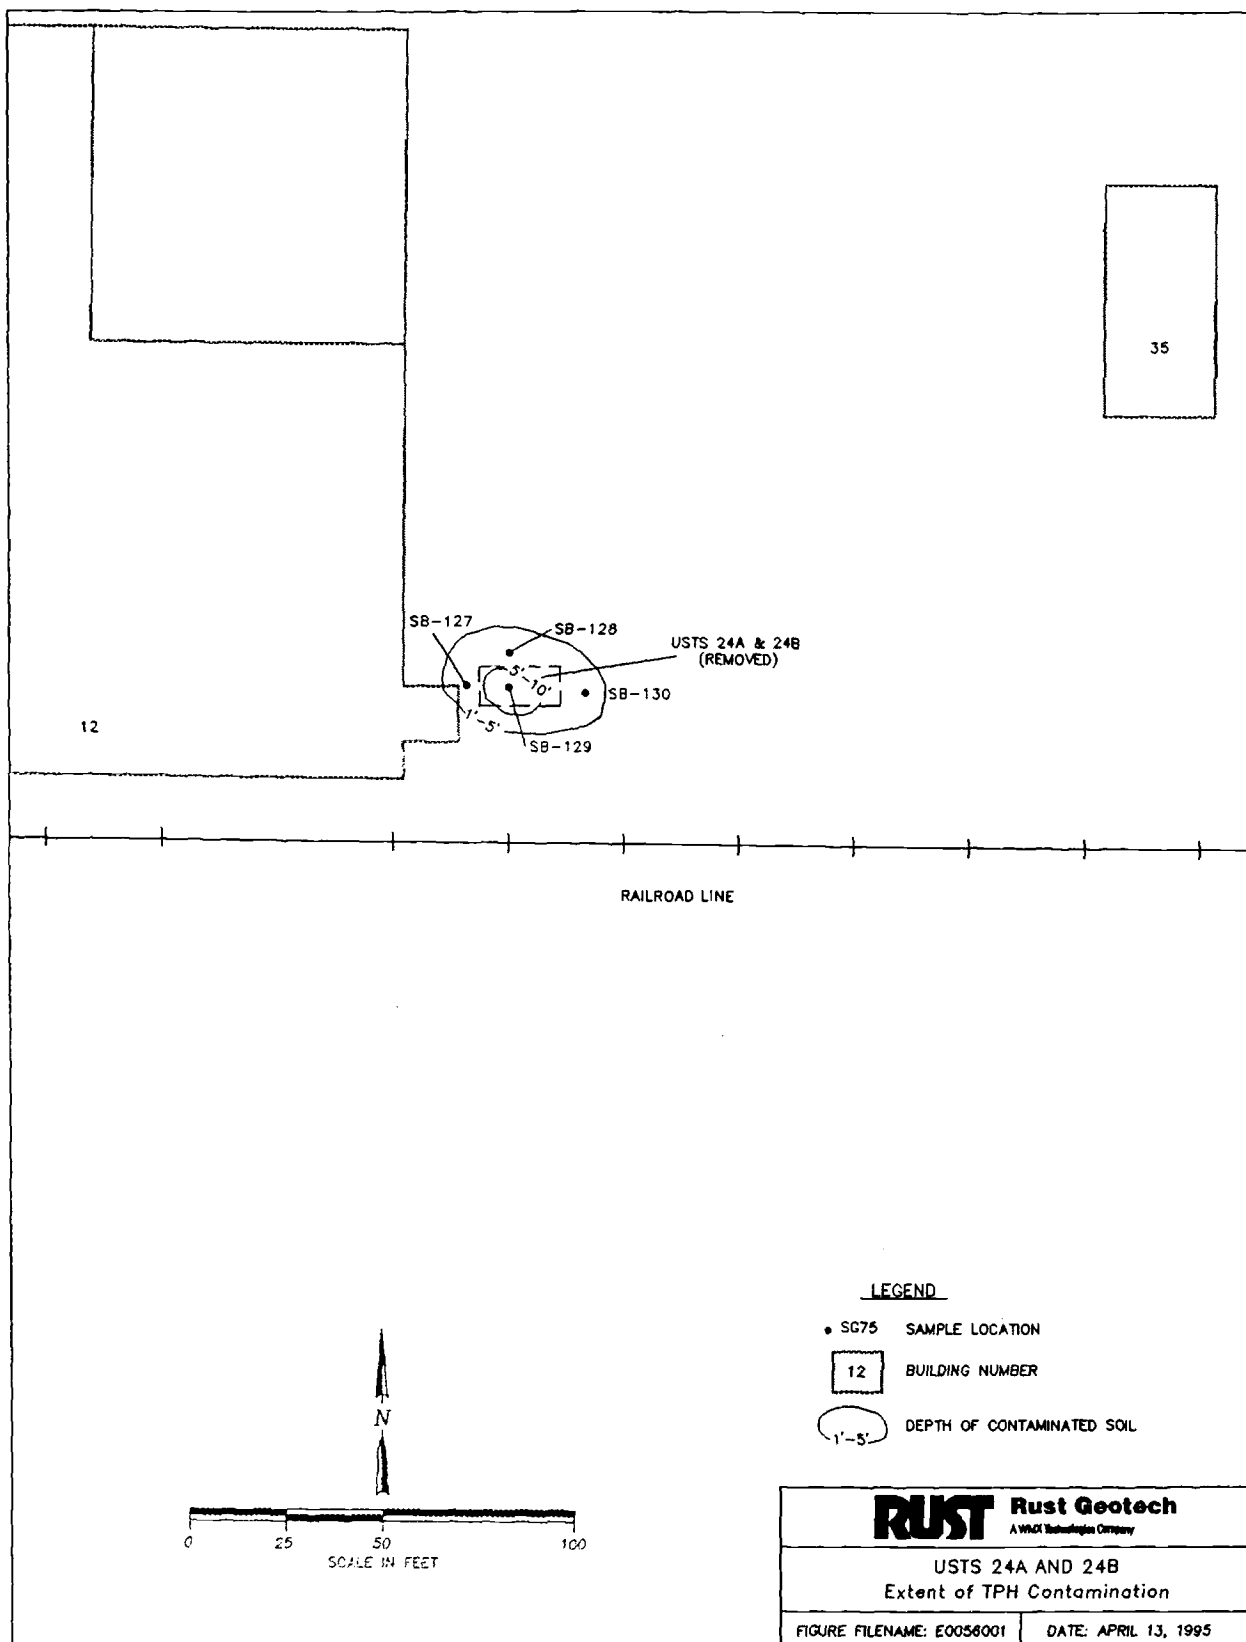 35
SB-127
SB-128
USTS 24A & 24B
(REMOVED)
5'-10'
SB-130
1'-5'
12
SB-129
RAILROAD LINE
LEGEND
SG75 SAMPLE LOCATION
12 BUILDING NUMBER
1'-5' DEPTH OF CONTAMINATED SOIL
N
0 25 50 100
SCALE IN FEET
RUST Rust Geotech
A WMX Technologies Company
USTS 24A AND 24B
Extent of TPH Contamination
FIGURE FILENAME: E0056001 DATE: APRIL 13, 1995